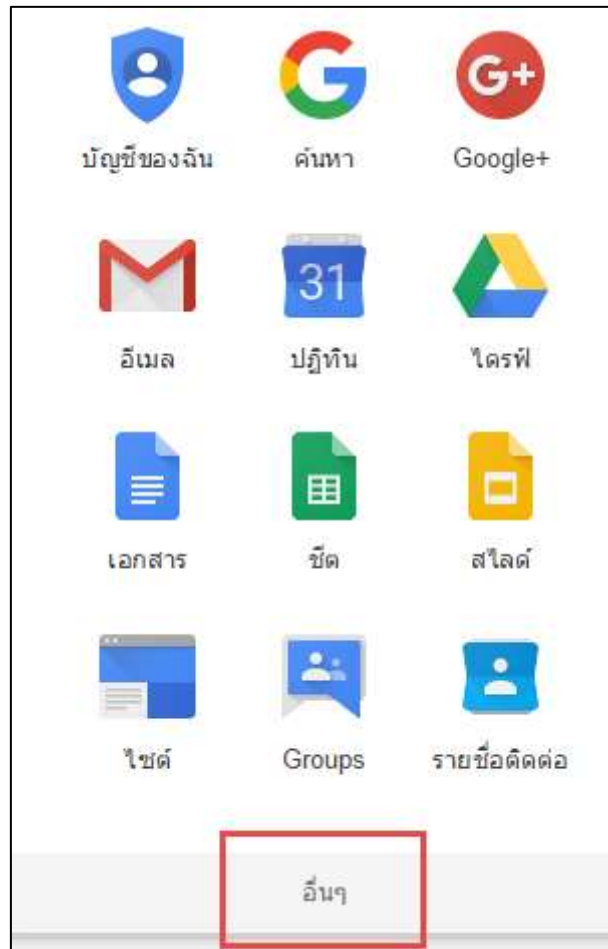 G+
บัญชีของฉัน ค้นหา Google+
31
อีเมล ปฏิทิน ไดรฟ์
เอกสาร ชีต สไลด์
ไซต์ Groups รายชื่อติดต่อ
อื่นๆ